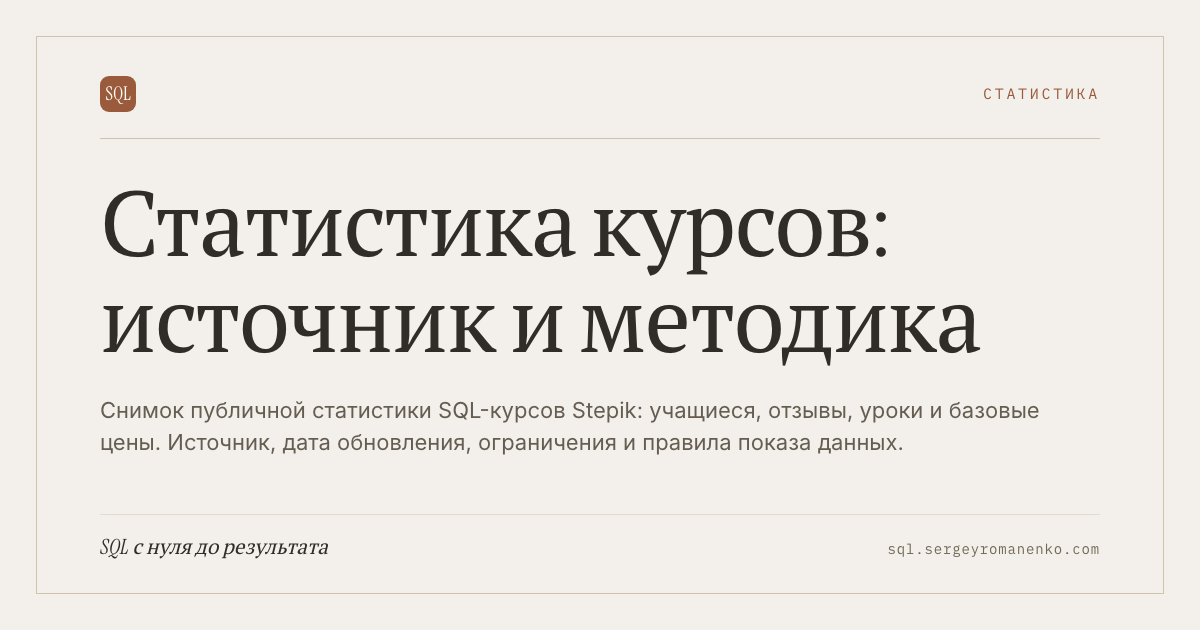 SQL
СТАТИСТИКА
Статистика курсов:
источник и методика
Снимок публичной статистики SQL-курсов Stepik: учащиеся, отзывы, уроки и базовые
цены. Источник, дата обновления, ограничения и правила показа данных.
SQL с нуля до результата
sql.sergeyromanenko.com